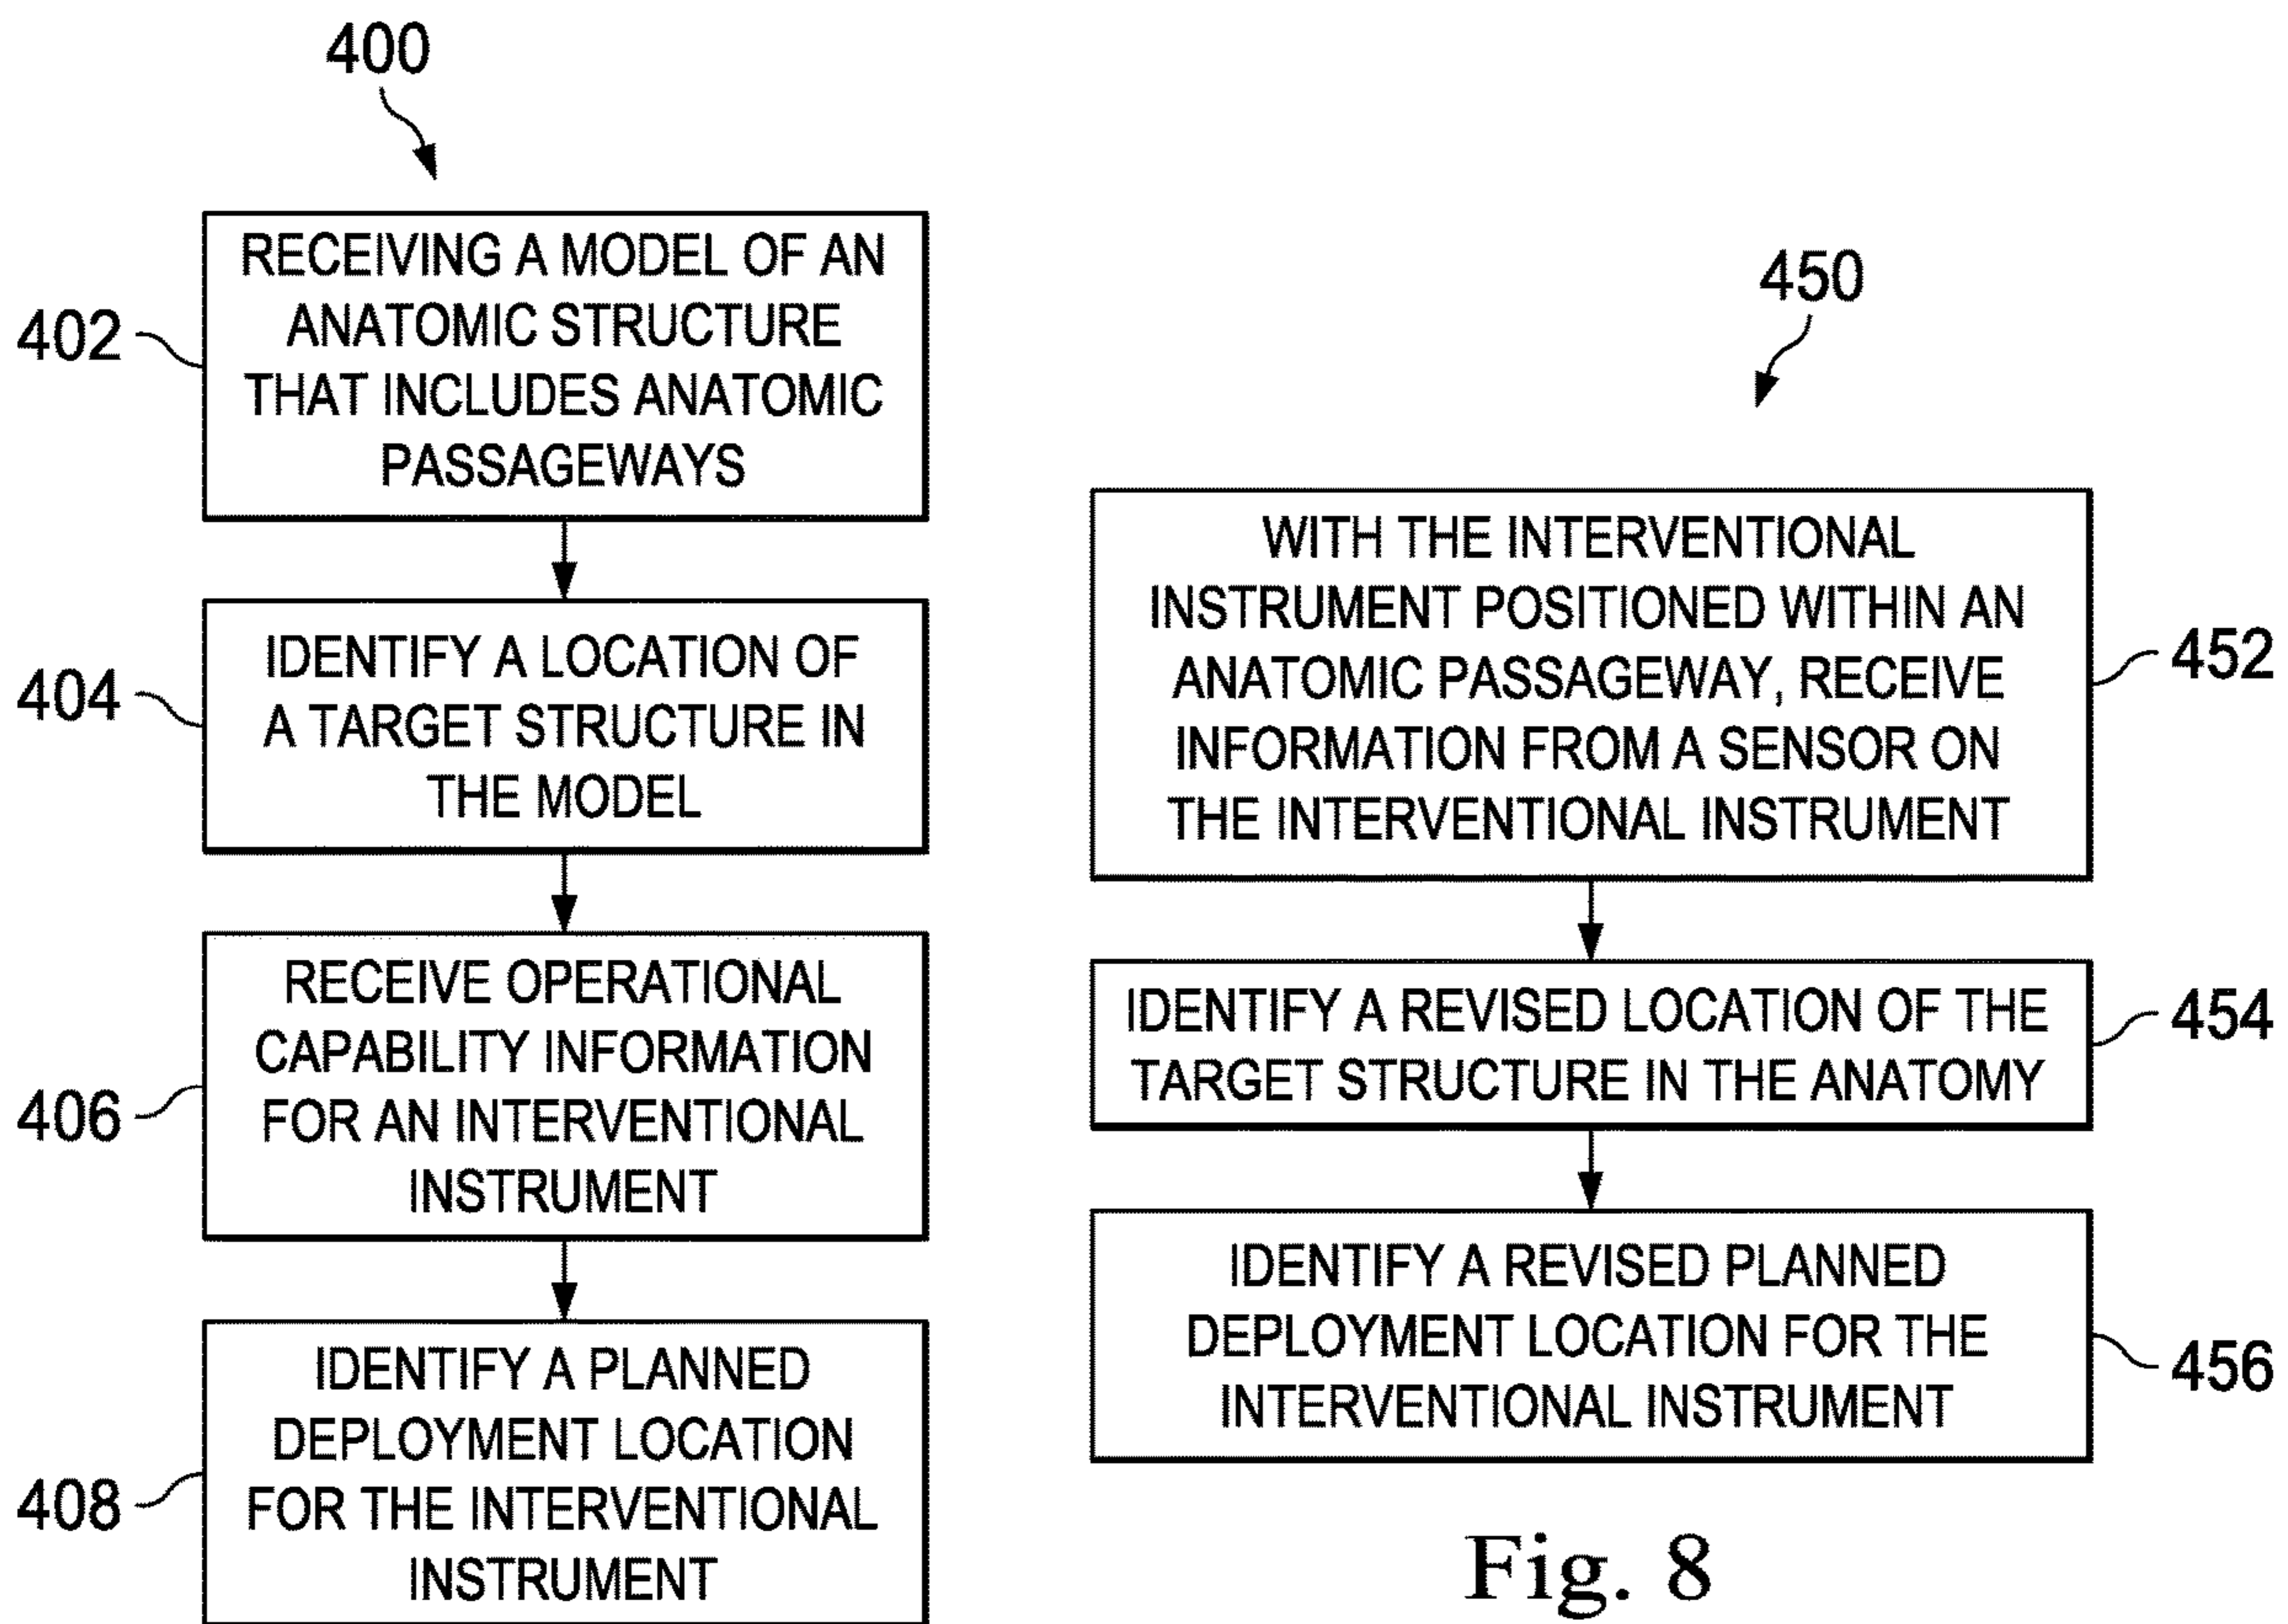 400
402
RECEIVING A MODEL OF AN
ANATOMIC STRUCTURE
THAT INCLUDES ANATOMIC
PASSAGEWAYS
404
IDENTIFY A LOCATION OF
A TARGET STRUCTURE IN
THE MODEL
406
RECEIVE OPERATIONAL
CAPABILITY INFORMATION
FOR AN INTERVENTIONAL
INSTRUMENT
408
IDENTIFY A PLANNED
DEPLOYMENT LOCATION
FOR THE INTERVENTIONAL
INSTRUMENT
450
WITH THE INTERVENTIONAL
INSTRUMENT POSITIONED WITHIN AN
ANATOMIC PASSAGEWAY, RECEIVE
INFORMATION FROM A SENSOR ON
THE INTERVENTIONAL INSTRUMENT
452
IDENTIFY A REVISED LOCATION OF THE
TARGET STRUCTURE IN THE ANATOMY
454
IDENTIFY A REVISED PLANNED
DEPLOYMENT LOCATION FOR THE
INTERVENTIONAL INSTRUMENT
456
Fig. 8